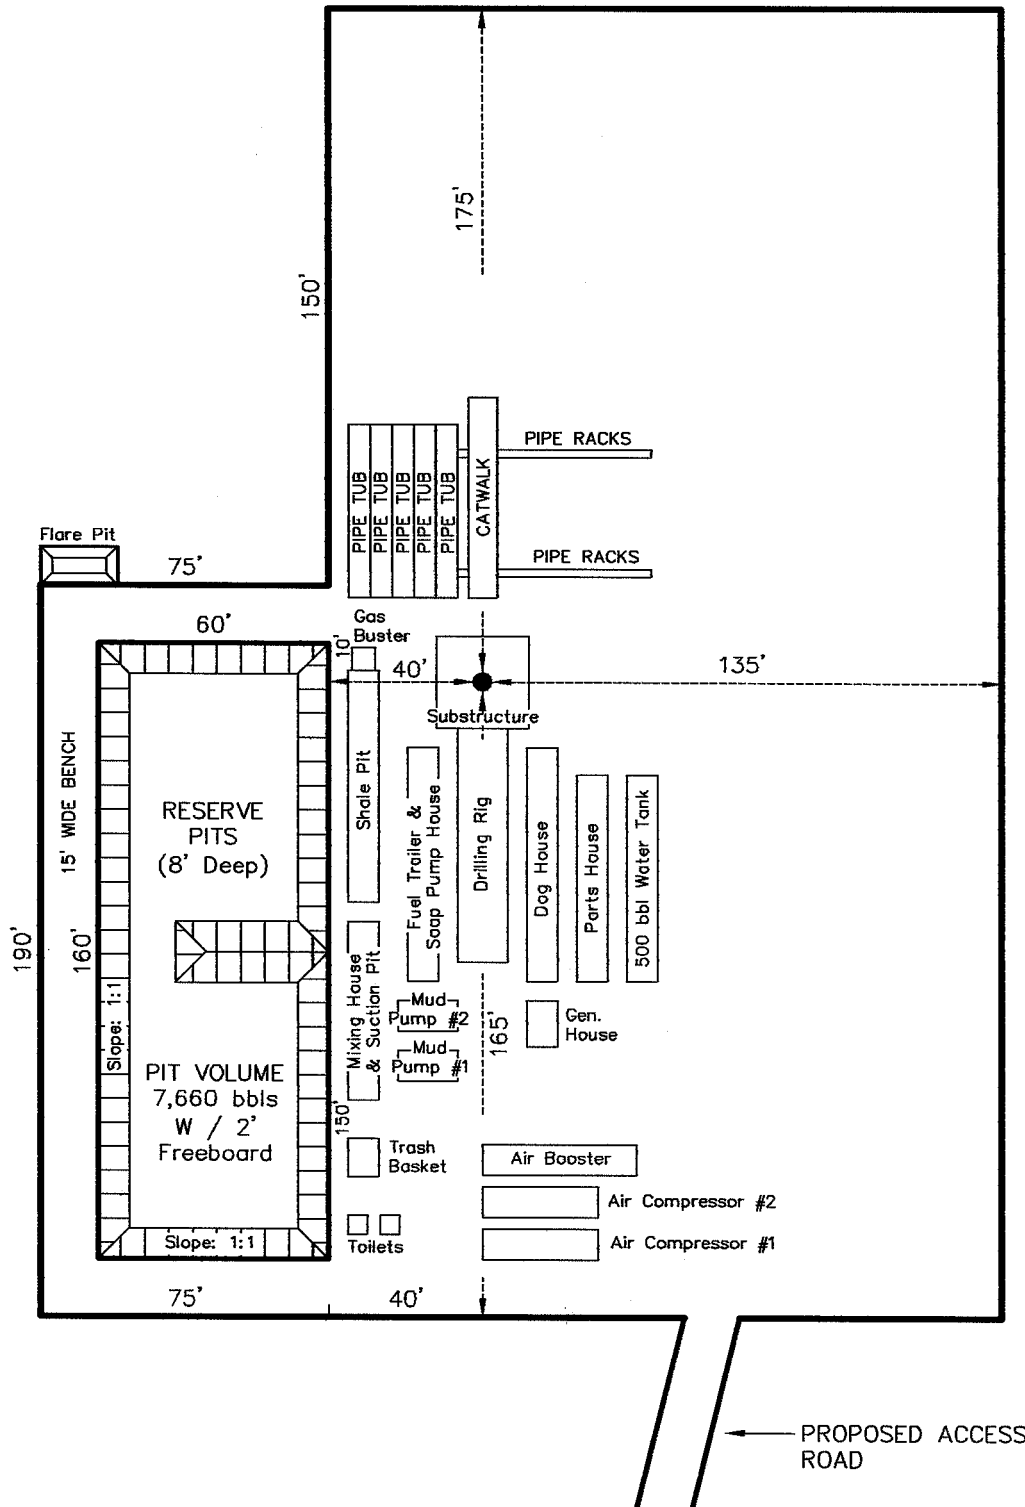 175'
150'
PIPE RACKS
PIPE TUB
PIPE TUB
PIPE TUB
PIPE TUB
PIPE TUB
CATWALK
Flare Pit
75'
PIPE RACKS
60'
Gas
Buster
10'
40'
135'
Substructure
15' WIDE BENCH
RESERVE
PITS
(8' Deep)
Shale Pit
Fuel Trailer &
Soap Pump House
Drilling Rig
Dog House
Parts House
500 bbl Water Tank
190'
160'
Slope: 1:1
Mixing House
& Suction Pit
Mud
Pump #2
165'
Gen.
House
Mud
Pump #1
PIT VOLUME
7,660 bbls
W / 2'
Freeboard
150'
Trash
Basket
Air Booster
Air Compressor #2
Toilets
Slope: 1:1
Air Compressor #1
75'
40'
PROPOSED ACCESS
ROAD